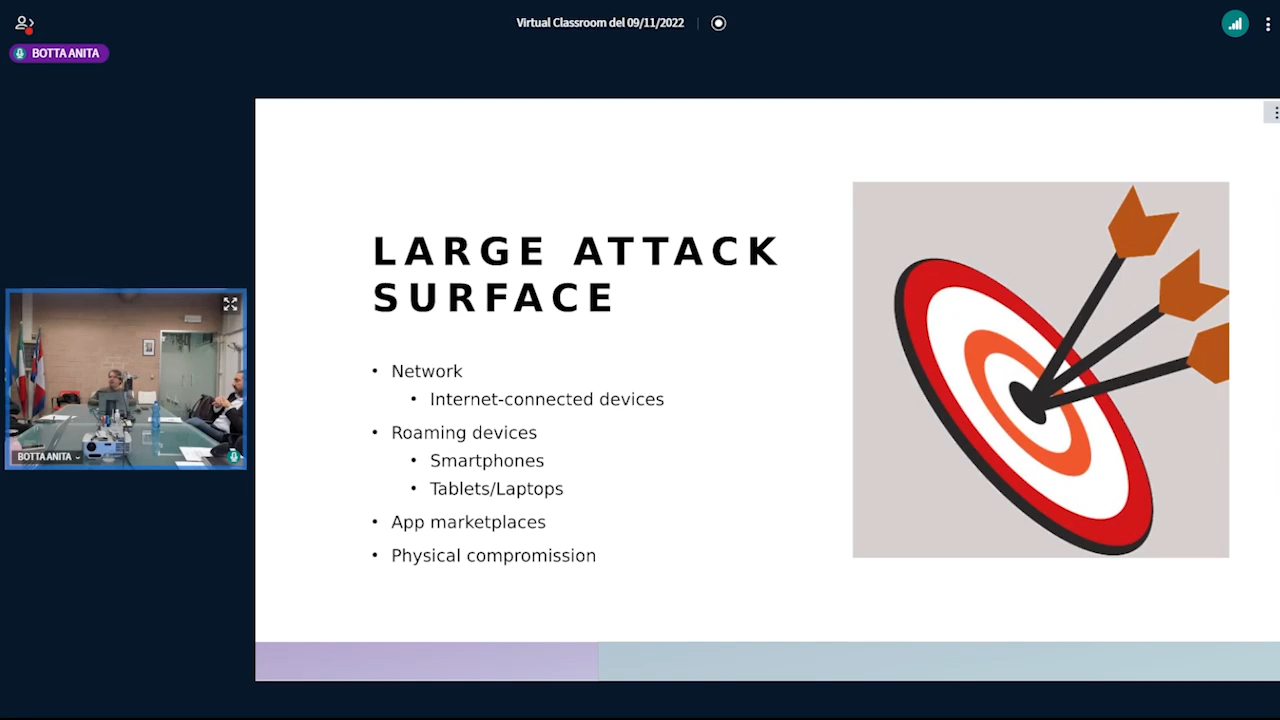 Virtual Classroom del 09/11/2022
BOTTA ANITA
LARGE ATTACK
SURFACE
• Network
• Internet-connected devices
• Roaming devices
• Smartphones
• Tablets/Laptops
• App marketplaces
• Physical compromission
BOTTA ANITA